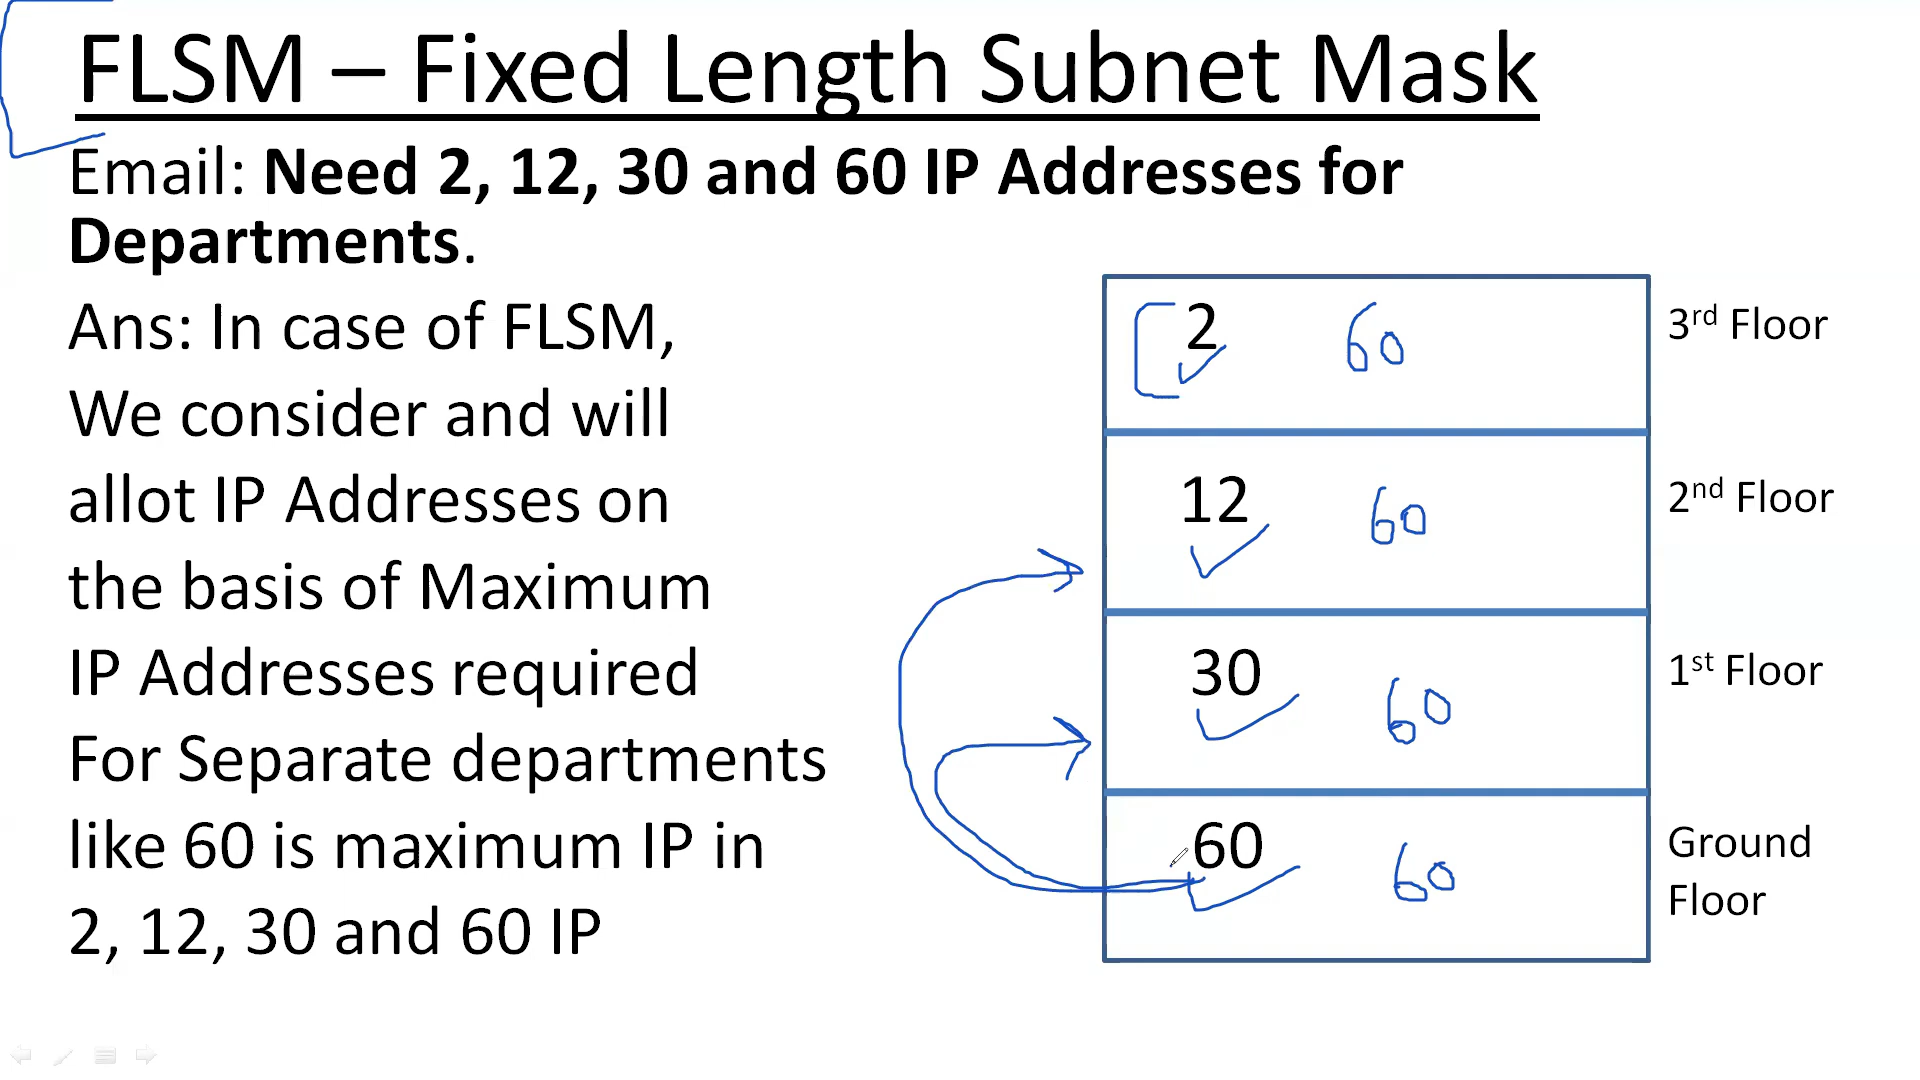 FLSM – Fixed Length Subnet Mask
Email: Need 2, 12, 30 and 60 IP Addresses for
Departments.
Ans: In case of FLSM,
We consider and will
allot IP Addresses on
the basis of Maximum
IP Addresses required
For Separate departments
like 60 is maximum IP in
2, 12, 30 and 60 IP
2 60 3rd Floor
12 60 2nd Floor
30 60 1st Floor
60 60 Ground
Floor